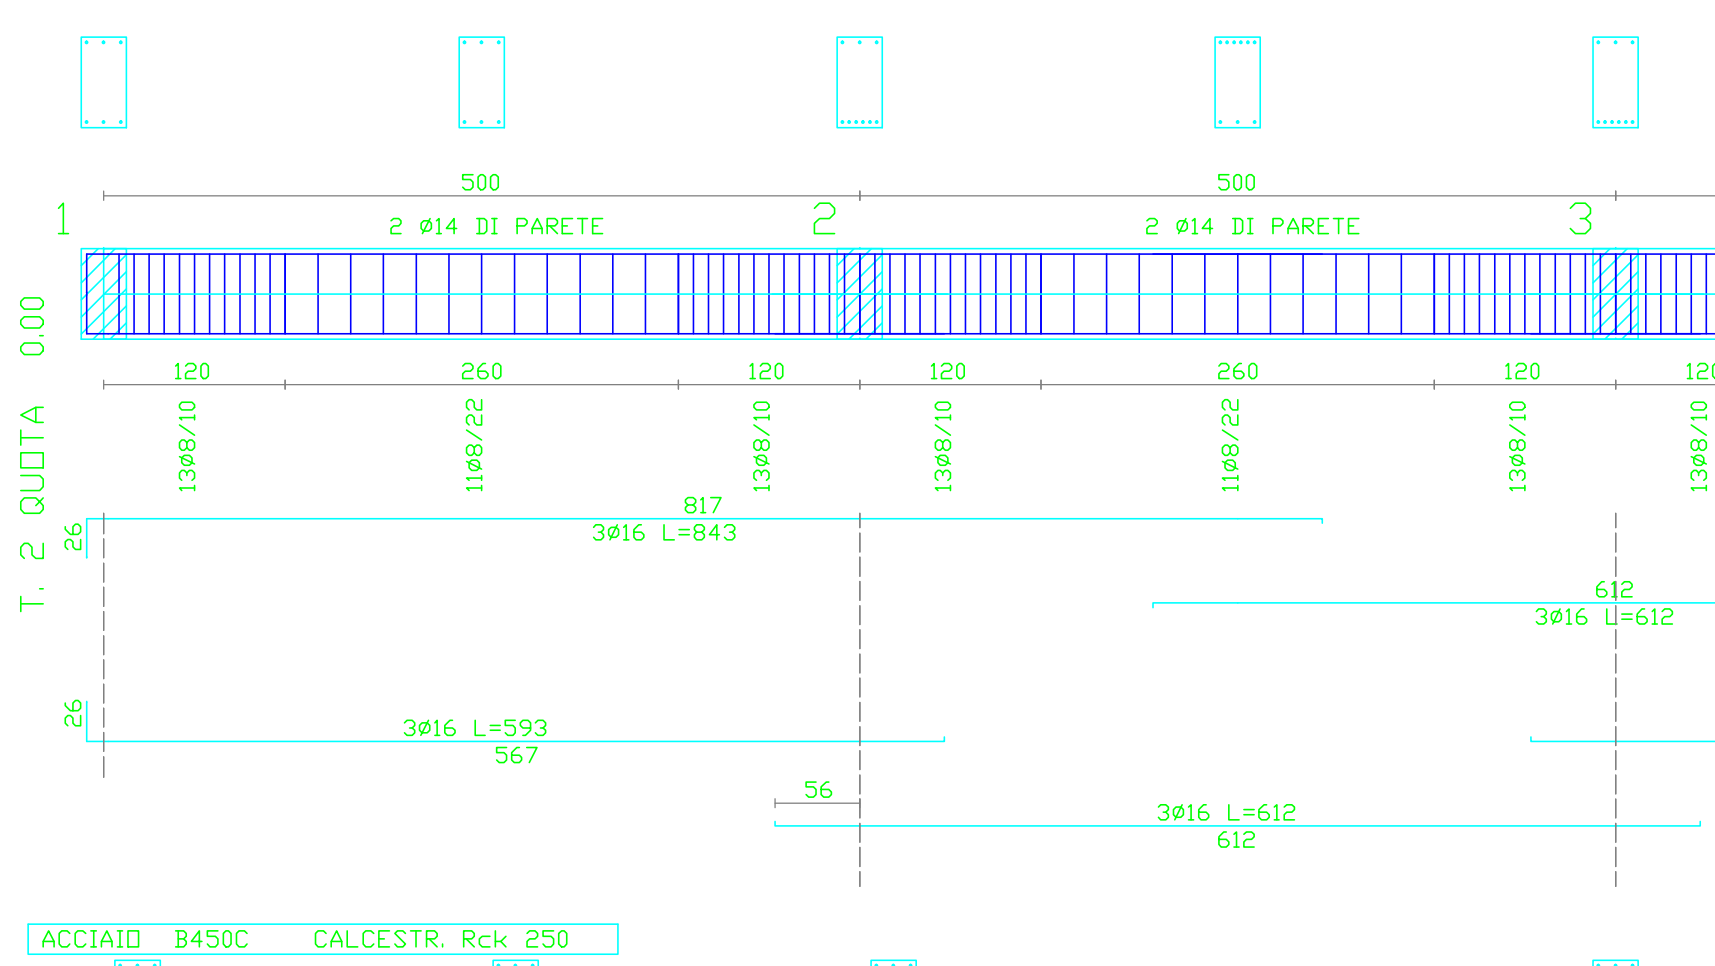 500 500
1 2 ø14 DI PARETE 2 2 ø14 DI PARETE 3
T. 2 QUOTA 0.00
120 260 120 120 260 120
13ø8/10 11ø8/22 13ø8/10 13ø8/10 11ø8/22 13ø8/10 13ø8/10
817
26 3ø16 L=843
612
3ø16 L=612
26 3ø16 L=593
567
56
3ø16 L=612
612
ACCIAIO B450C CALCESTR. Rck 250